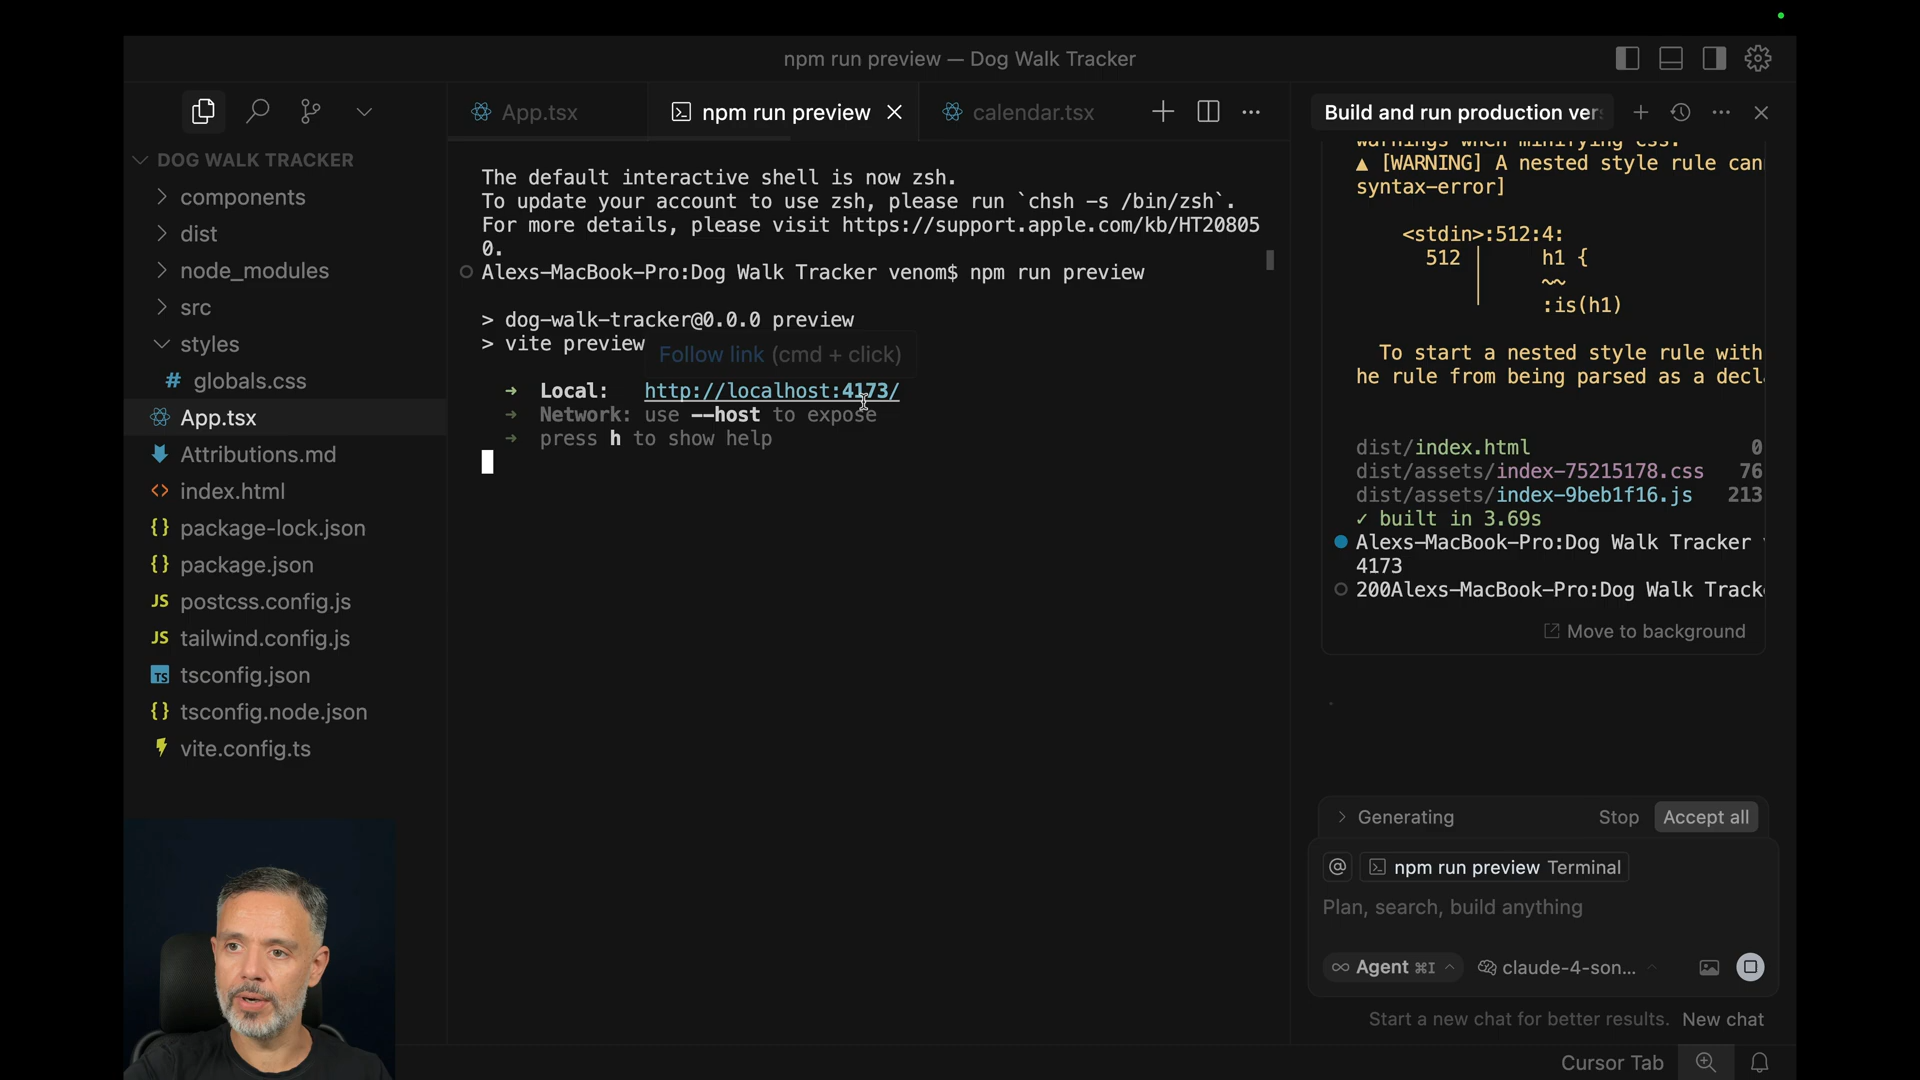 npm run preview — Dog Walk Tracker
App.tsx
npm run preview
calendar.tsx
Build and run production ver
DOG WALK TRACKER
components
dist
node_modules
src
styles
# globals.css
App.tsx
Attributions.md
<> index.html
{} package-lock.json
{} package.json
JS postcss.config.js
JS tailwind.config.js
TS tsconfig.json
{} tsconfig.node.json
vite.config.ts
The default interactive shell is now zsh.
To update your account to use zsh, please run `chsh -s /bin/zsh`.
For more details, please visit https://support.apple.com/kb/HT20805
0.
Alexs-MacBook-Pro:Dog Walk Tracker venom$ npm run preview
> dog-walk-tracker@0.0.0 preview
> vite preview
Follow link (cmd + click)
➜ Local: http://localhost:4173/
➜ Network: use --host to expose
➜ press h to show help
warnings when minifying css:
▲ [WARNING] A nested style rule can
syntax-error]
<stdin>:512:4:
512 │ h1 {
~~
:is(h1)
To start a nested style rule with
he rule from being parsed as a decl
dist/index.html 0
dist/assets/index-75215178.css 76
dist/assets/index-9beb1f16.js 213
✓ built in 3.69s
Alexs-MacBook-Pro:Dog Walk Tracker
4173
200Alexs-MacBook-Pro:Dog Walk Track
Move to background
Generating
Stop
Accept all
@ npm run preview Terminal
Plan, search, build anything
∞ Agent ⌘I
claude-4-son...
Start a new chat for better results. New chat
Cursor Tab